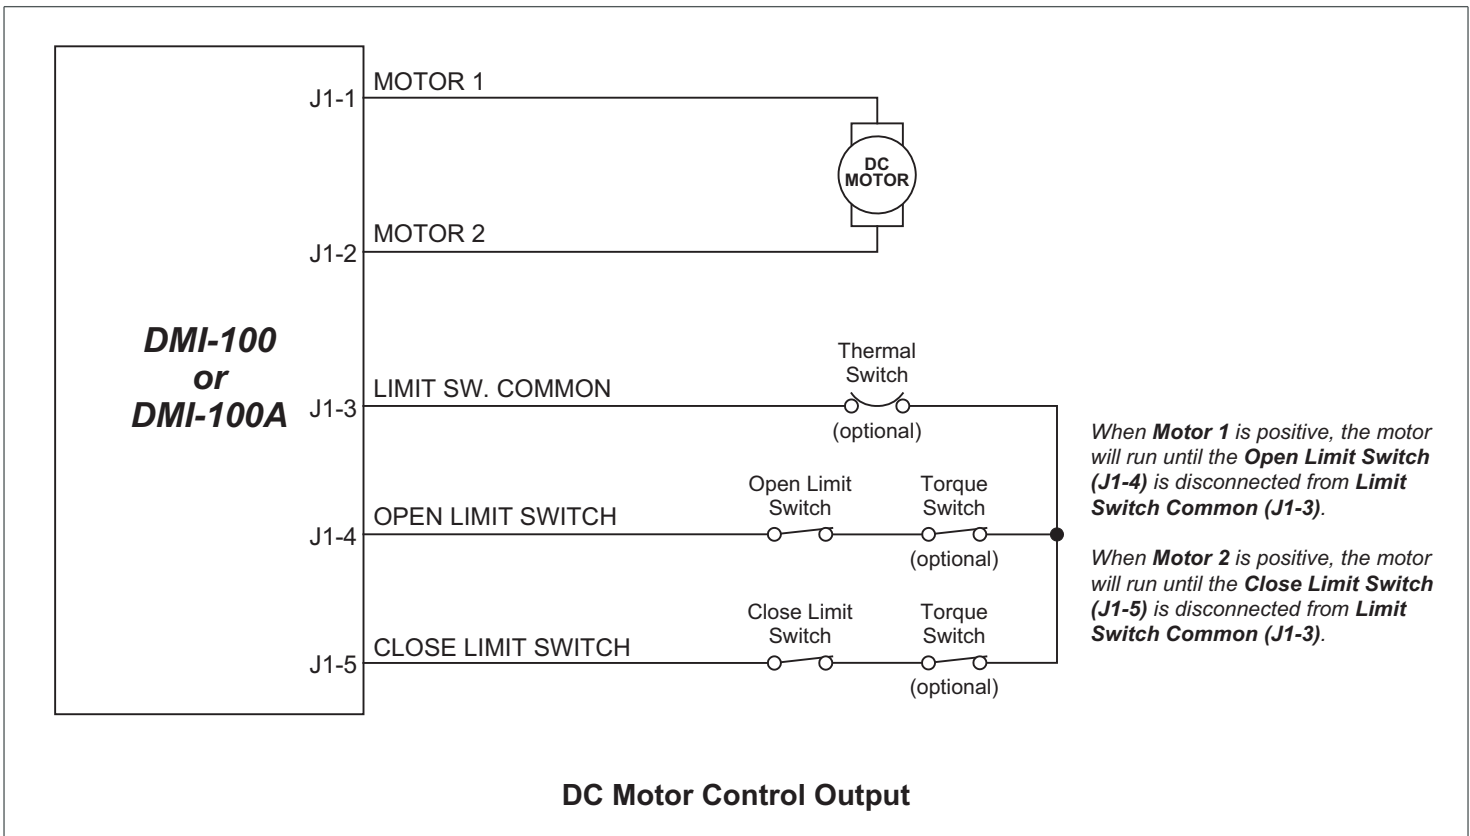 MOTOR 1
J1-1
DC
MOTOR
MOTOR 2
J1-2
DMI-100
or
DMI-100A
Thermal
Switch
LIMIT SW. COMMON
J1-3
(optional)
When Motor 1 is positive, the motor
will run until the Open Limit Switch
(J1-4) is disconnected from Limit
Switch Common (J1-3).
Open Limit
Switch
Torque
Switch
OPEN LIMIT SWITCH
J1-4
(optional)
When Motor 2 is positive, the motor
will run until the Close Limit Switch
(J1-5) is disconnected from Limit
Switch Common (J1-3).
Close Limit
Switch
Torque
Switch
CLOSE LIMIT SWITCH
J1-5
(optional)
DC Motor Control Output